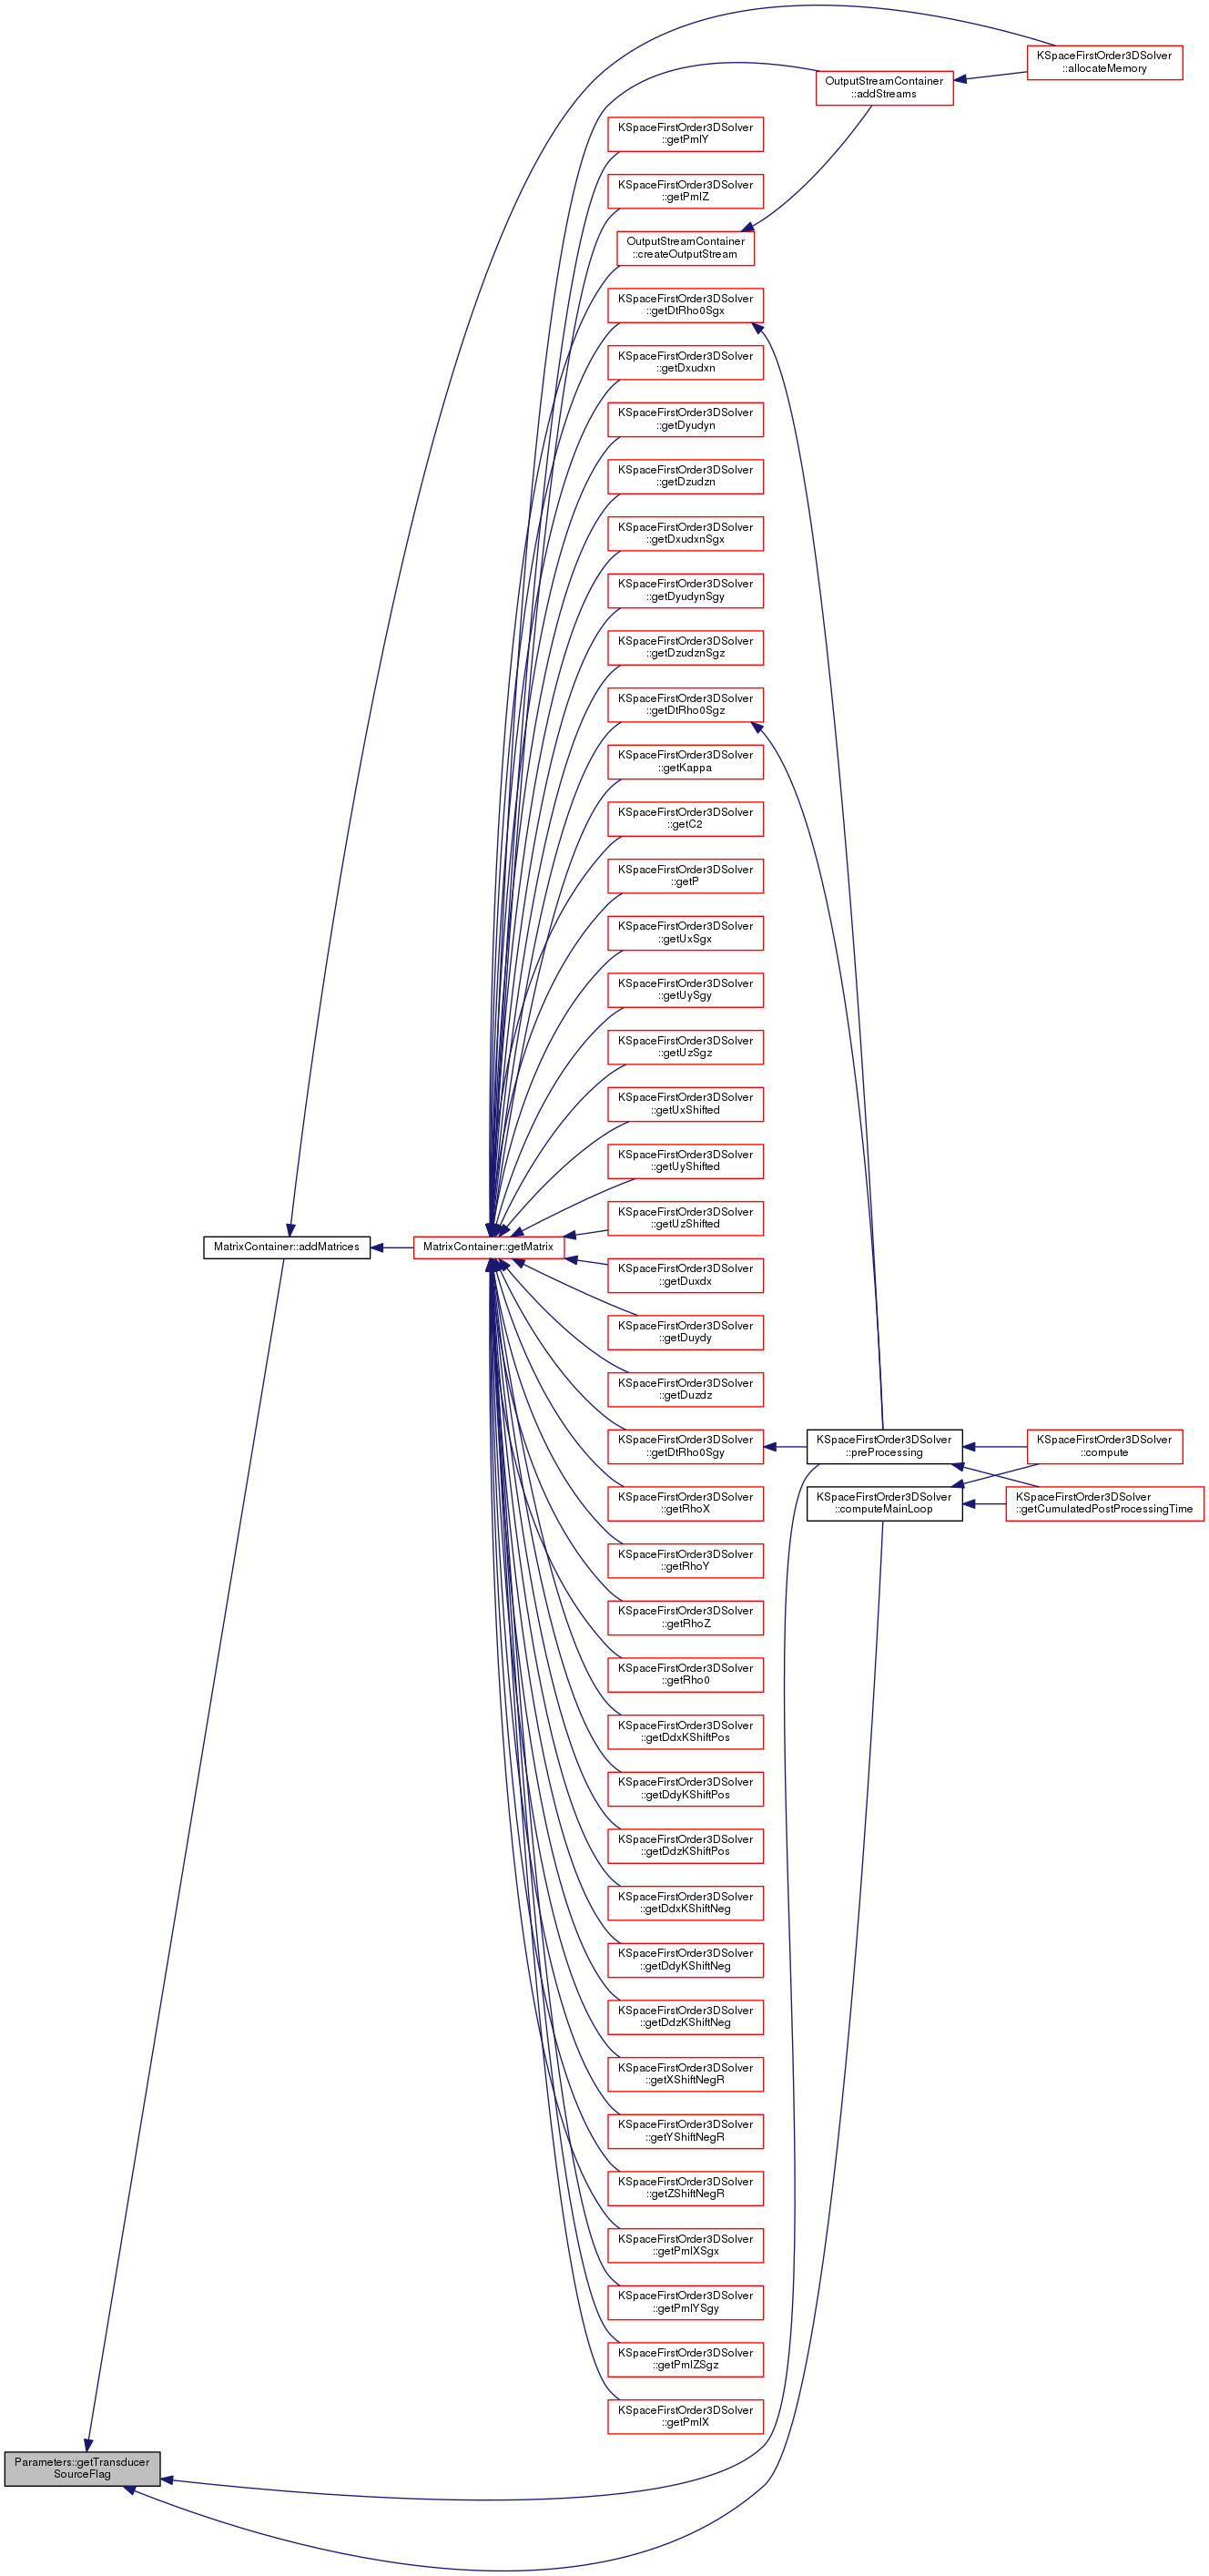 KSpaceFirstOrder3DSolver
::allocateMemory
OutputStreamContainer
::addStreams
KSpaceFirstOrder3DSolver
::getPmlY
KSpaceFirstOrder3DSolver
::getPmlZ
OutputStreamContainer
::createOutputStream
KSpaceFirstOrder3DSolver
::getDtRho0Sgx
KSpaceFirstOrder3DSolver
::getDxudxn
KSpaceFirstOrder3DSolver
::getDyudyn
KSpaceFirstOrder3DSolver
::getDzudzn
KSpaceFirstOrder3DSolver
::getDxudxnSgx
KSpaceFirstOrder3DSolver
::getDyudynSgy
KSpaceFirstOrder3DSolver
::getDzudznSgz
KSpaceFirstOrder3DSolver
::getDtRho0Sgz
KSpaceFirstOrder3DSolver
::getKappa
KSpaceFirstOrder3DSolver
::getC2
KSpaceFirstOrder3DSolver
::getP
KSpaceFirstOrder3DSolver
::getUxSgx
KSpaceFirstOrder3DSolver
::getUySgy
KSpaceFirstOrder3DSolver
::getUzSgz
KSpaceFirstOrder3DSolver
::getUxShifted
KSpaceFirstOrder3DSolver
::getUyShifted
KSpaceFirstOrder3DSolver
::getUzShifted
MatrixContainer::addMatrices
MatrixContainer::getMatrix
KSpaceFirstOrder3DSolver
::getDuxdx
KSpaceFirstOrder3DSolver
::getDuydy
KSpaceFirstOrder3DSolver
::getDuzdz
KSpaceFirstOrder3DSolver
::getDtRho0Sgy
KSpaceFirstOrder3DSolver
::preProcessing
KSpaceFirstOrder3DSolver
::compute
KSpaceFirstOrder3DSolver
::getRhoX
KSpaceFirstOrder3DSolver
::computeMainLoop
KSpaceFirstOrder3DSolver
::getCumulatedPostProcessingTime
KSpaceFirstOrder3DSolver
::getRhoY
KSpaceFirstOrder3DSolver
::getRhoZ
KSpaceFirstOrder3DSolver
::getRho0
KSpaceFirstOrder3DSolver
::getDdxKShiftPos
KSpaceFirstOrder3DSolver
::getDdyKShiftPos
KSpaceFirstOrder3DSolver
::getDdzKShiftPos
KSpaceFirstOrder3DSolver
::getDdxKShiftNeg
KSpaceFirstOrder3DSolver
::getDdyKShiftNeg
KSpaceFirstOrder3DSolver
::getDdzKShiftNeg
KSpaceFirstOrder3DSolver
::getXShiftNegR
KSpaceFirstOrder3DSolver
::getYShiftNegR
KSpaceFirstOrder3DSolver
::getZShiftNegR
KSpaceFirstOrder3DSolver
::getPmlXSgx
KSpaceFirstOrder3DSolver
::getPmlYSgy
KSpaceFirstOrder3DSolver
::getPmlZSgz
KSpaceFirstOrder3DSolver
::getPmlX
Parameters::getTransducer
SourceFlag